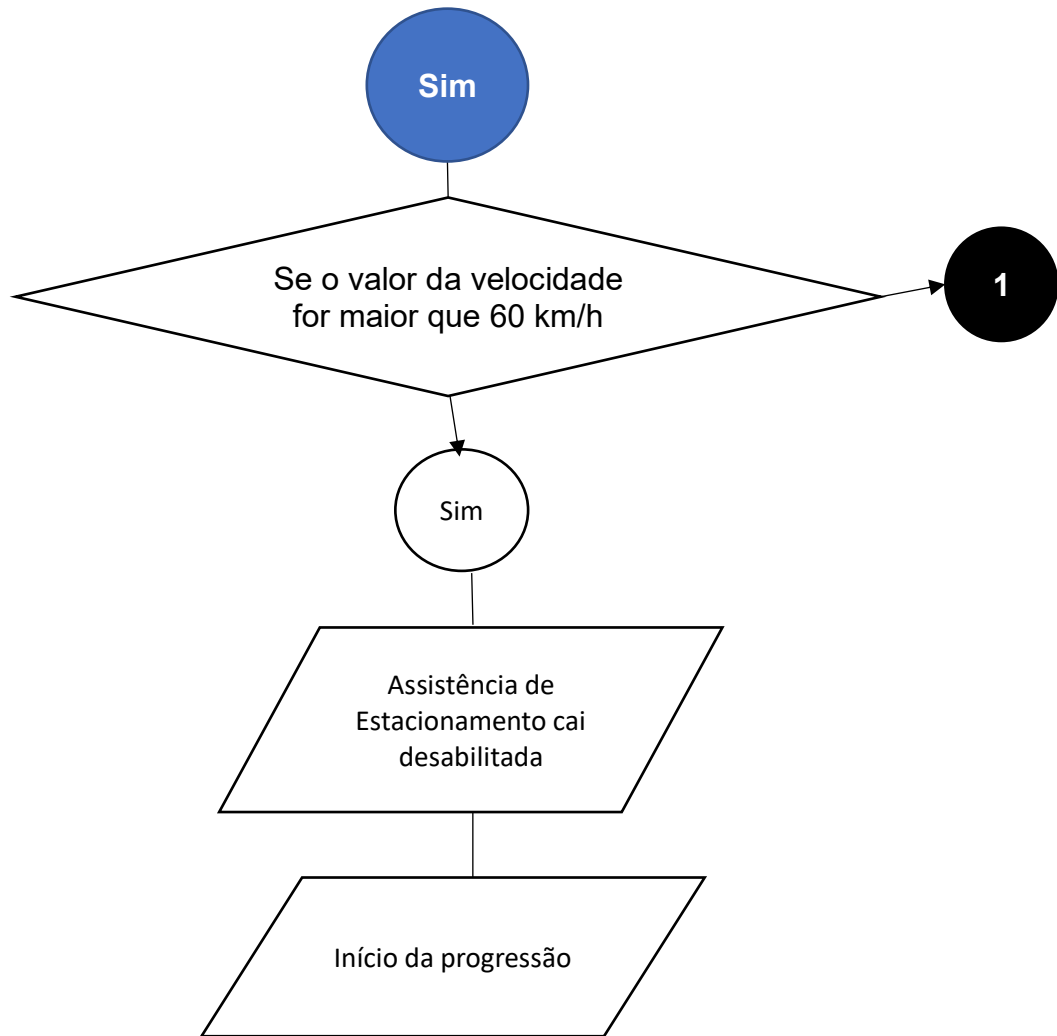 Sim
Se o valor da velocidade
for maior que 60 km/h
1
Sim
Assistência de
Estacionamento cai
desabilitada
Início da progressão